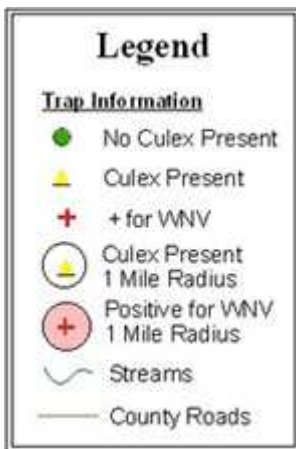 Legend
Trap Information
No Culex Present
Culex Present
+ for WNV
Culex Present
1 Mile Radius
Positive for WNV
1 Mile Radius
Streams
County Roads